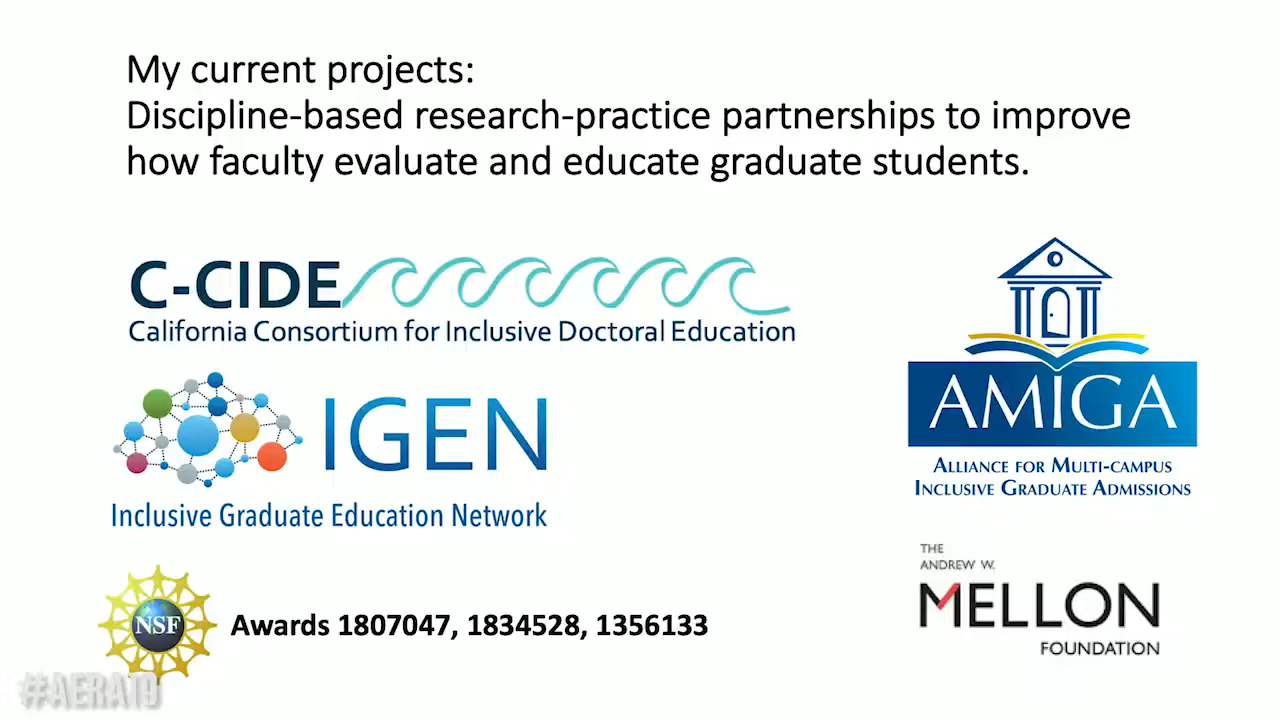 My current projects:
Discipline-based research-practice partnerships to improve
how faculty evaluate and educate graduate students.
C-CIDE
California Consortium for Inclusive Doctoral Education
IGEN
Inclusive Graduate Education Network
AMIGA
ALLIANCE FOR MULTI-CAMPUS
INCLUSIVE GRADUATE ADMISSIONS
NSF
Awards 1807047, 1834528, 1356133
THE
ANDREW W.
MELLON
FOUNDATION
#AERA19